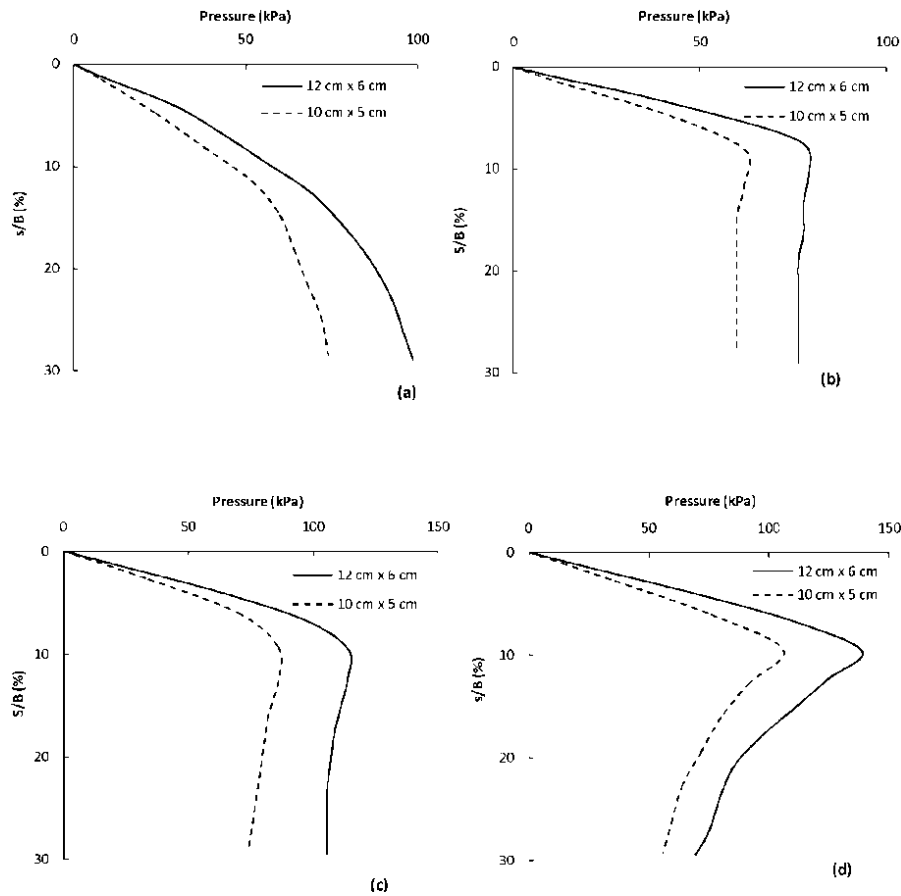 Pressure (kPa)
0 50 100
0
10
20
30
s/B (%)
12 cm x 6 cm
10 cm x 5 cm
(a)
Pressure (kPa)
0 50 100
0
10
20
30
S/B (%)
12 cm x 6 cm
10 cm x 5 cm
(b)
Pressure (kPa)
0 50 100 150
0
10
20
30
S/B (%)
12 cm x 6 cm
10 cm x 5 cm
(c)
Pressure (kPa)
0 50 100 150
0
10
20
30
s/B (%)
12 cm x 6 cm
10 cm x 5 cm
(d)